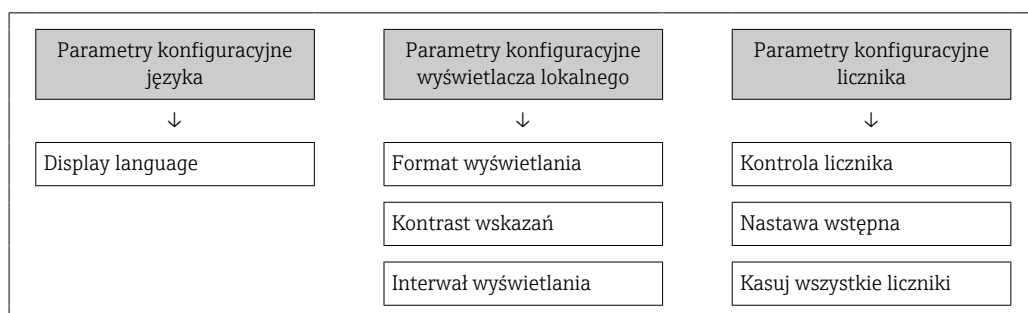 Parametry konfiguracyjne
języka
↓
Display language
Parametry konfiguracyjne
wyświetlacza lokalnego
↓
Format wyświetlania
Kontrast wskazań
Interwał wyświetlania
Parametry konfiguracyjne
licznika
↓
Kontrola licznika
Nastawa wstępna
Kasuj wszystkie liczniki